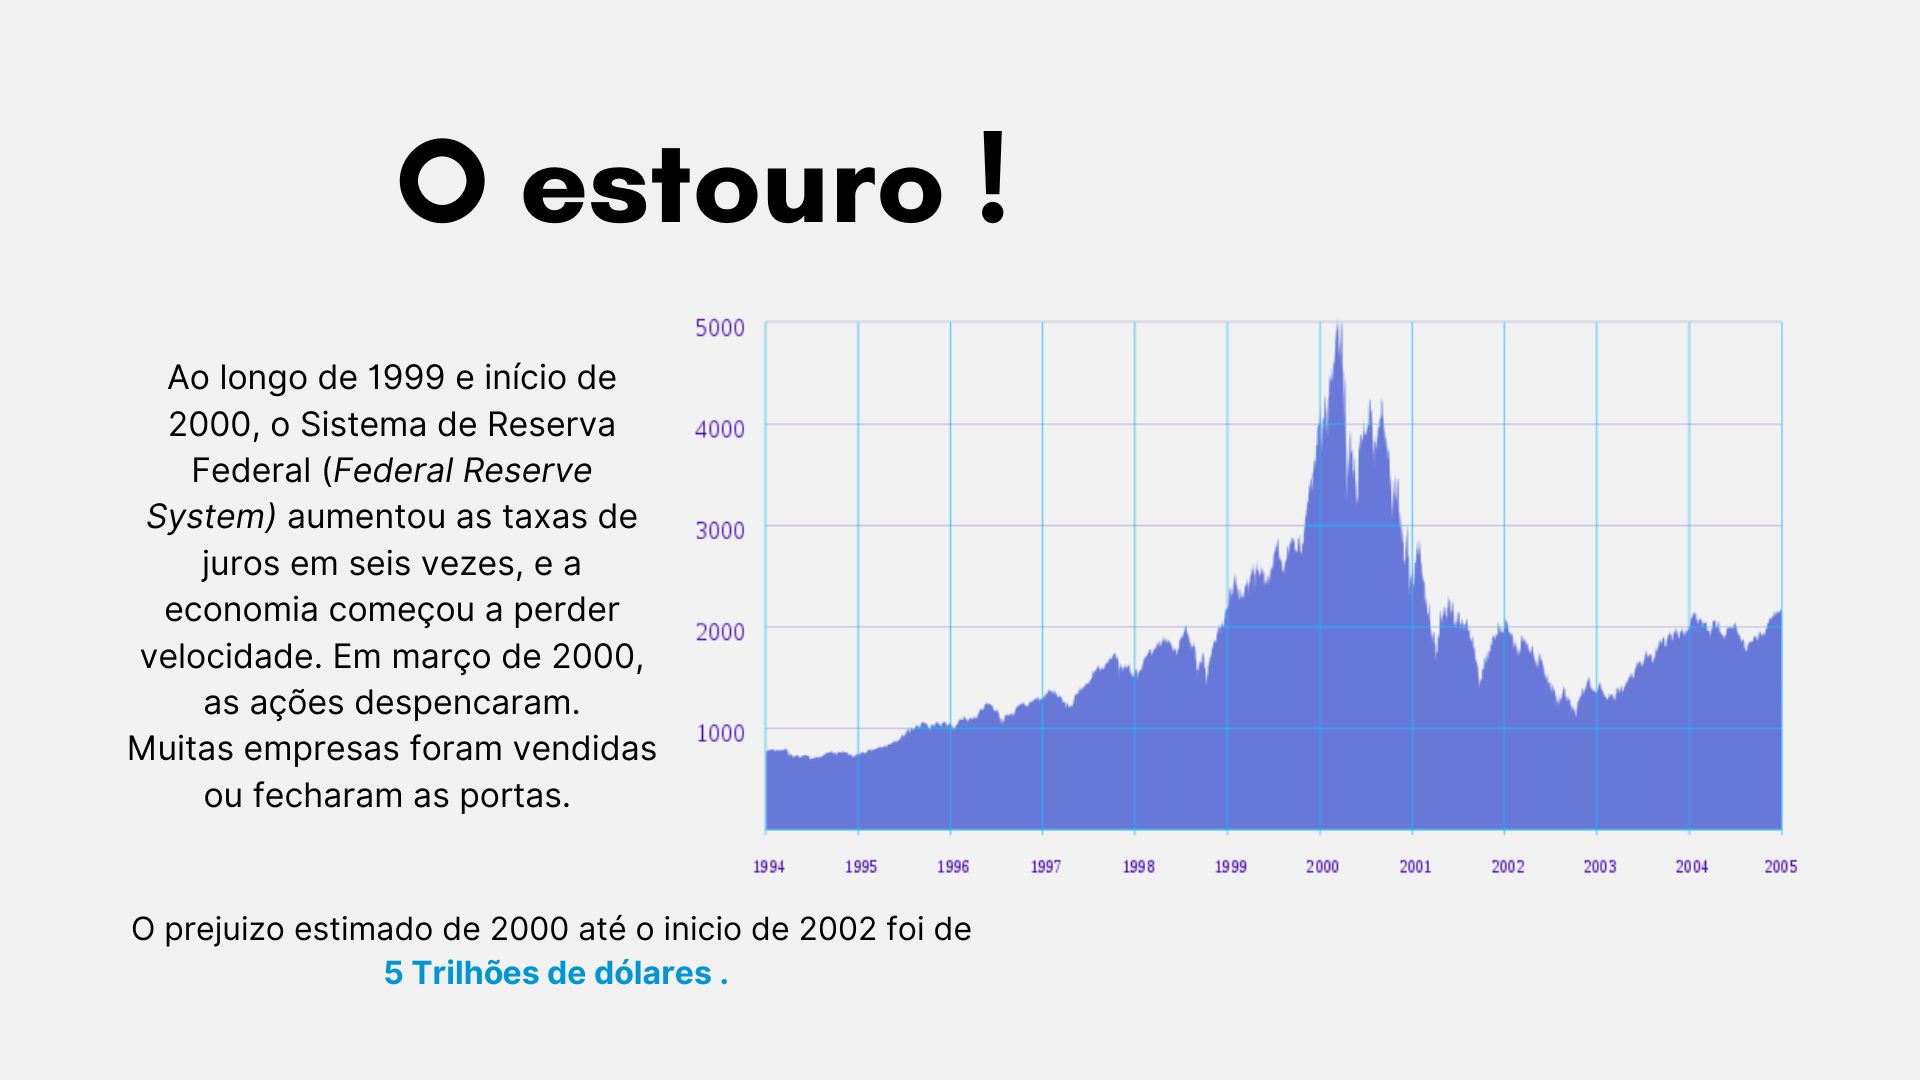 O estouro !
Ao longo de 1999 e início de
2000, o Sistema de Reserva
Federal (Federal Reserve
System) aumentou as taxas de
juros em seis vezes, e a
economia começou a perder
velocidade. Em março de 2000,
as ações despencaram.
Muitas empresas foram vendidas
ou fecharam as portas.
5000
4000
3000
2000
1000
1994 1995 1996 1997 1998 1999 2000 2001 2002 2003 2004 2005
O prejuizo estimado de 2000 até o inicio de 2002 foi de
5 Trilhões de dólares .